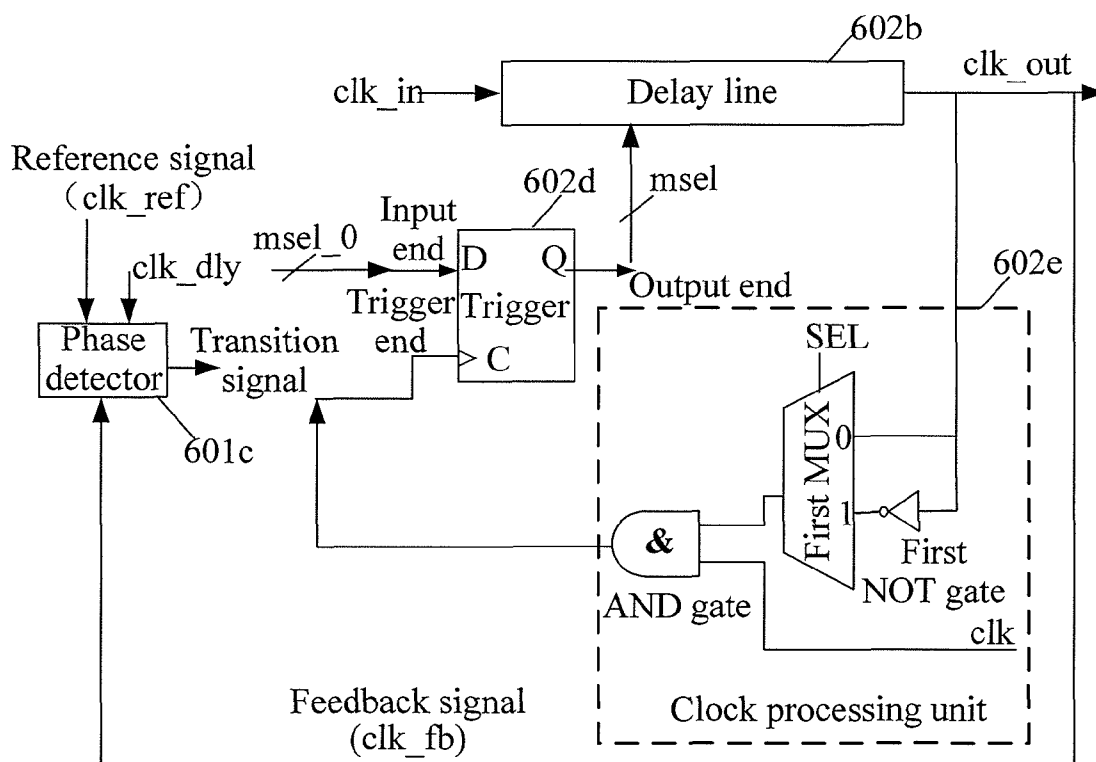 602b
clk_in
Delay line
clk_out
Reference signal
(clk_ref)
602d
msel
msel_0
Input
end
clk_dly
D
Q
Output end
602e
Trigger
end
Trigger
C
Phase
detector
Transition
signal
601c
SEL
First MUX
0
1
First
NOT gate
&
AND gate
clk
Feedback signal
(clk_fb)
Clock processing unit